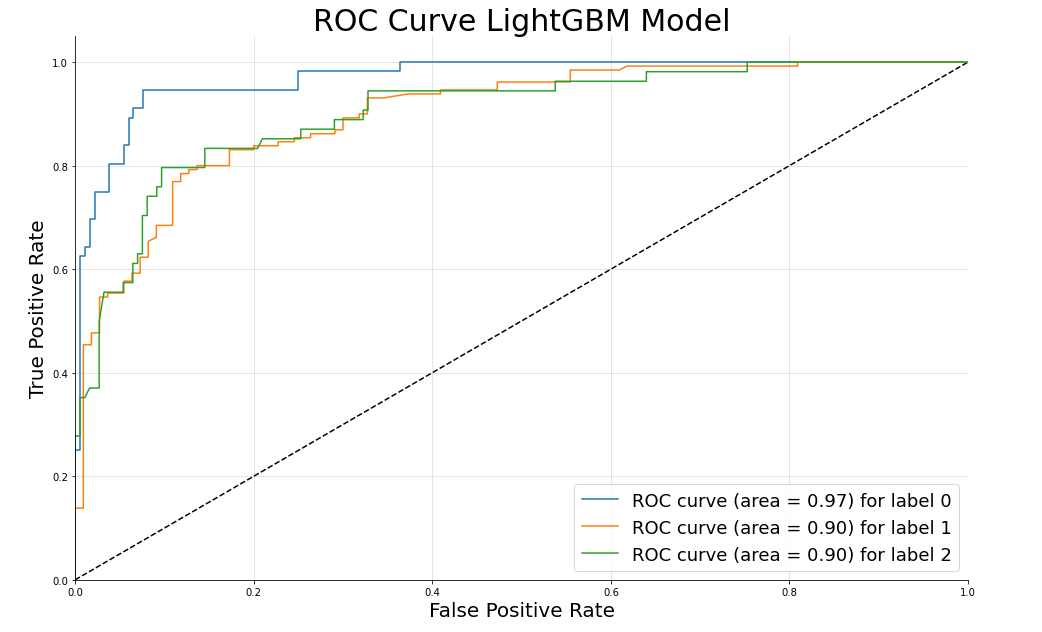 ROC Curve LightGBM Model
True Positive Rate
1.0
0.8
0.6
0.4
0.2
0.0
0.0 0.2 0.4 0.6 0.8 1.0
False Positive Rate
ROC curve (area = 0.97) for label 0
ROC curve (area = 0.90) for label 1
ROC curve (area = 0.90) for label 2